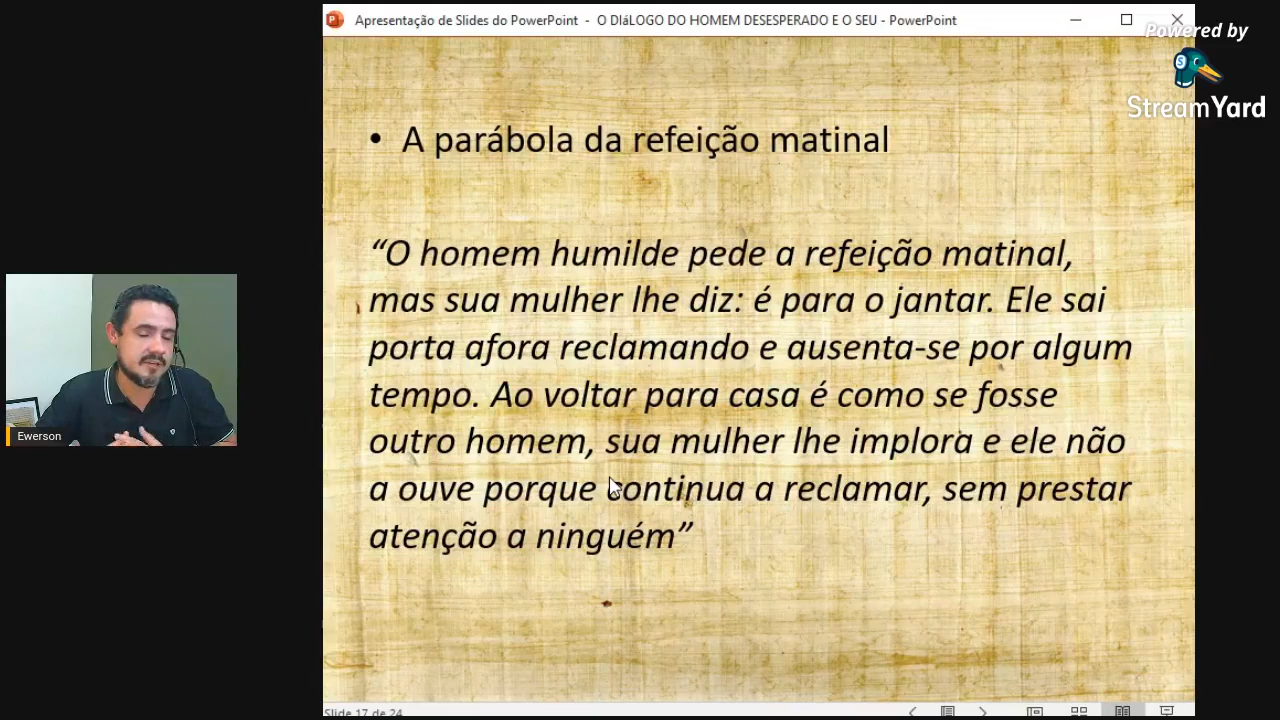 Apresentação de Slides do PowerPoint - O DIáLOGO DO HOMEM DESESPERADO E O SEU - PowerPoint
Powered by
StreamYard
• A parábola da refeição matinal
“O homem humilde pede a refeição matinal,
mas sua mulher lhe diz: é para o jantar. Ele sai
porta afora reclamando e ausenta-se por algum
tempo. Ao voltar para casa é como se fosse
outro homem, sua mulher lhe implora e ele não
a ouve porque continua a reclamar, sem prestar
atenção a ninguém”
Ewerson
Slide 17 de 24